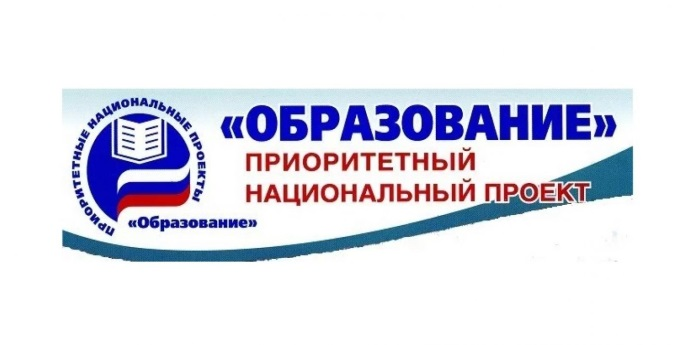 ПРИОРИТЕТНЫЕ НАЦИОНАЛЬНЫЕ ПРОЕКТЫ
«Образование»
«ОБРАЗОВАНИЕ»
ПРИОРИТЕТНЫЙ
НАЦИОНАЛЬНЫЙ ПРОЕКТ